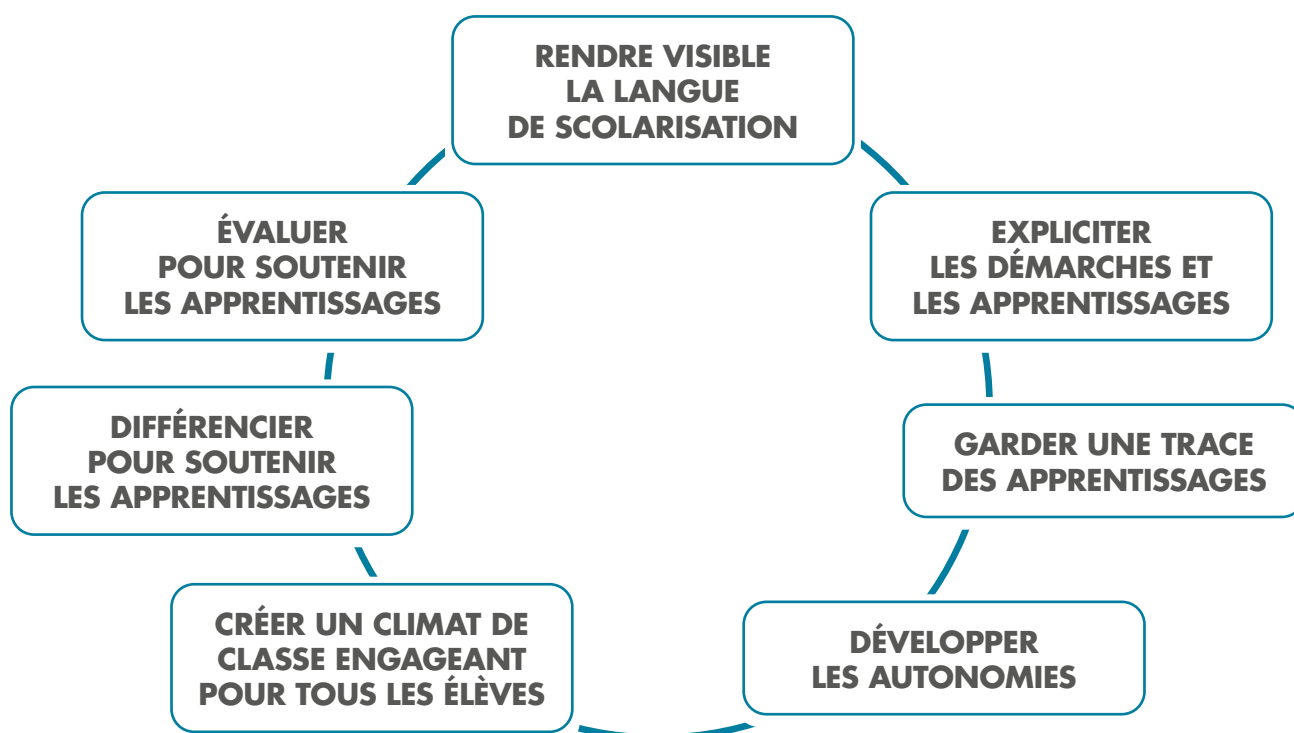 RENDRE VISIBLE
LA LANGUE
DE SCOLARISATION
EXPLICITER
LES DÉMARCHES ET
LES APPRENTISSAGES
GARDER UNE TRACE
DES APPRENTISSAGES
DÉVELOPPER
LES AUTONOMIES
CRÉER UN CLIMAT DE
CLASSE ENGAGEANT
POUR TOUS LES ÉLÈVES
DIFFÉRENCIER
POUR SOUTENIR
LES APPRENTISSAGES
ÉVALUER
POUR SOUTENIR
LES APPRENTISSAGES